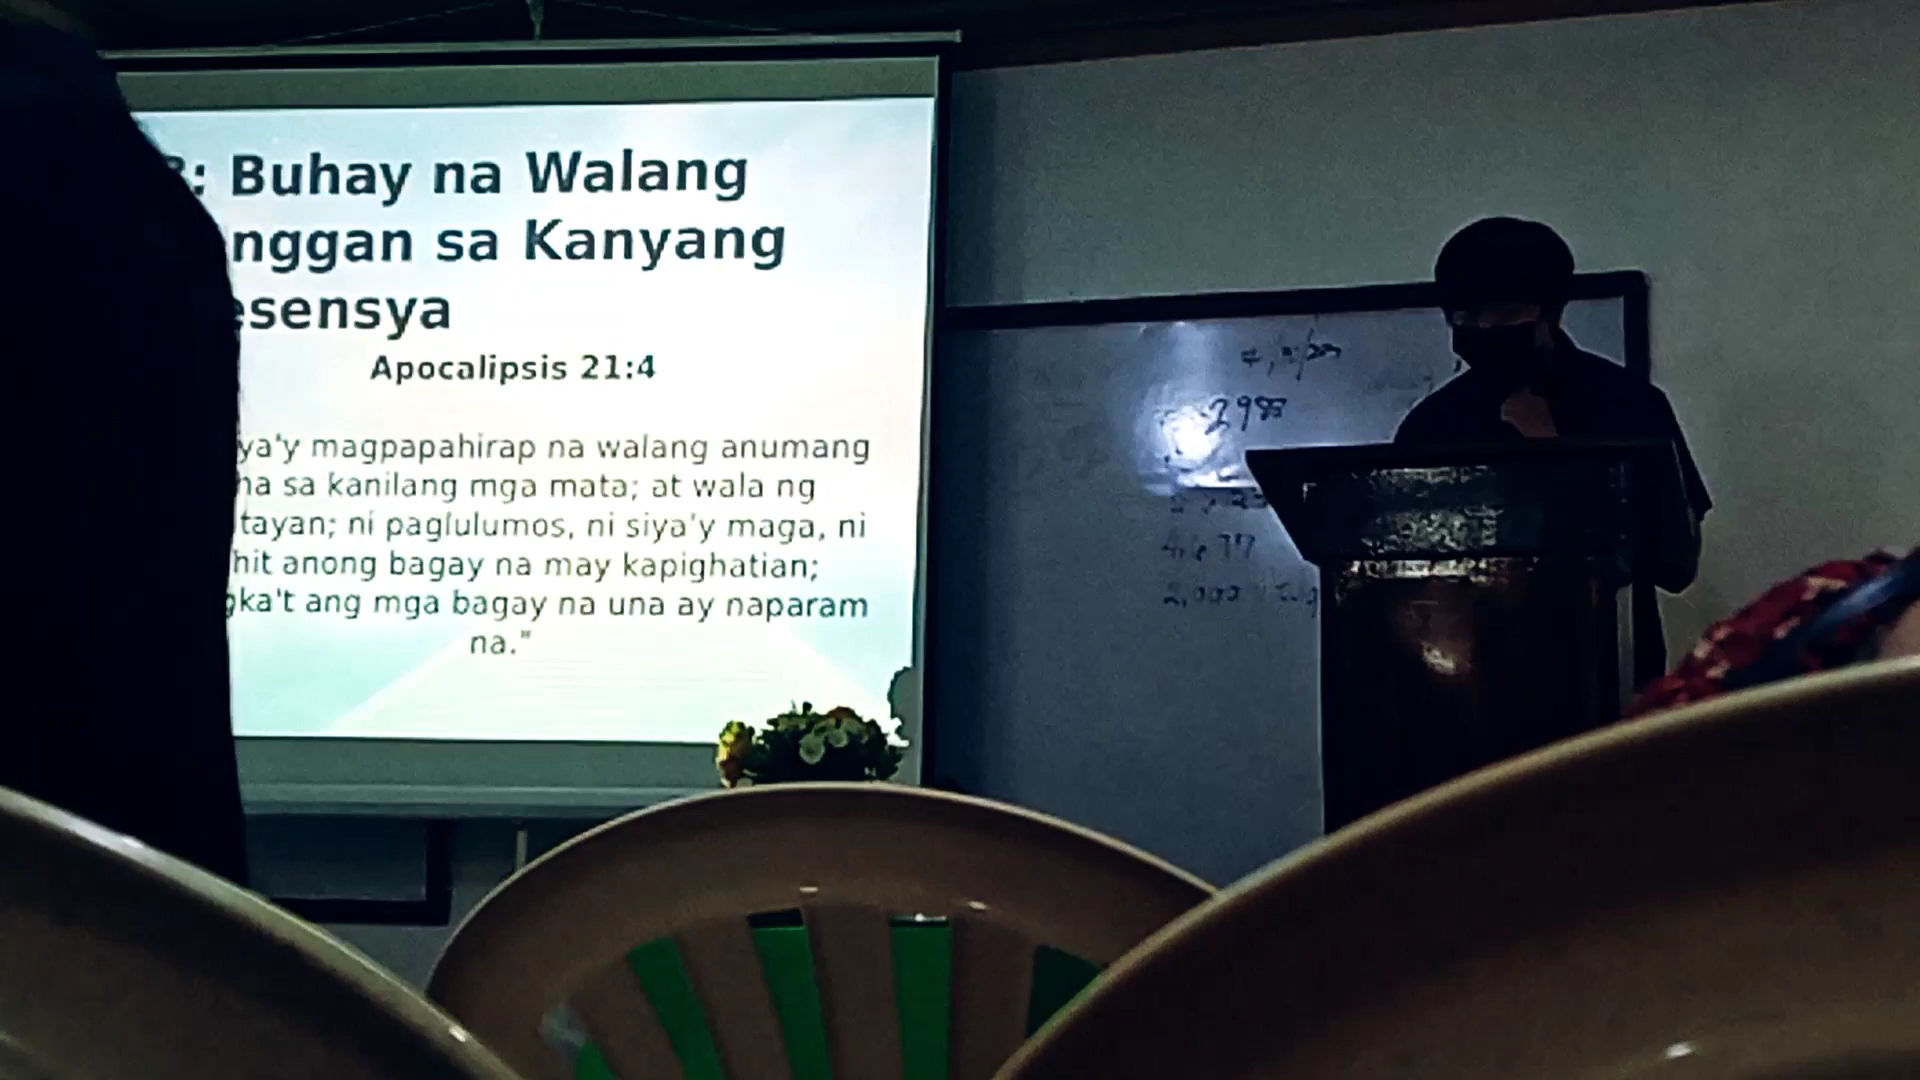 : Buhay na Walang
nggan sa Kanyang
esensya
Apocalipsis 21:4
ya'y magpapahirap na walang anumang
ha sa kanilang mga mata; at wala ng
tayan; ni paglulumos, ni siya'y maga, ni
hit anong bagay na may kapighatian;
gka't ang mga bagay na una ay naparam
na."
2,000